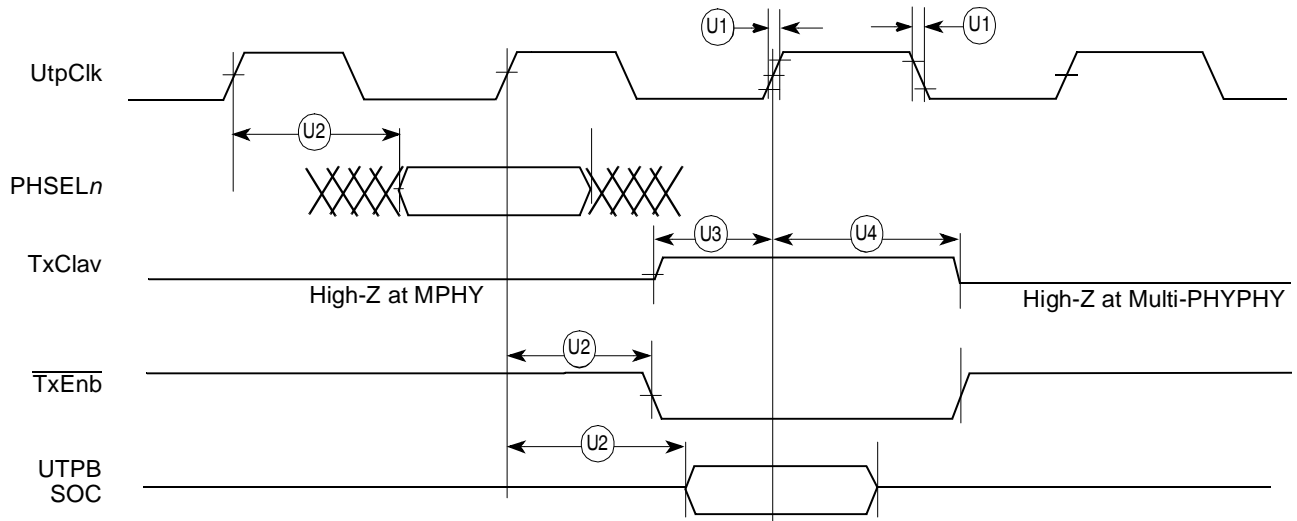 U1
U1
UtpClk
U2
PHSELn
U3
U4
TxClav
High-Z at MPHY
High-Z at Multi-PHYPHY
U2
TxEnb
U2
UTPB
SOC